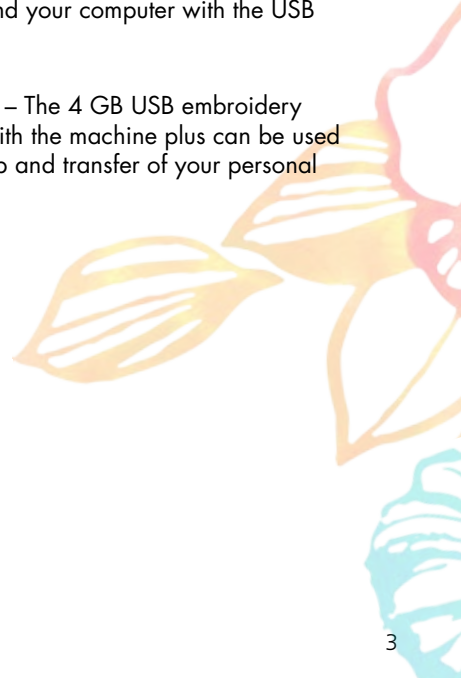 nd your computer with the USB
– The 4 GB USB embroidery
ith the machine plus can be used
and transfer of your personal
3